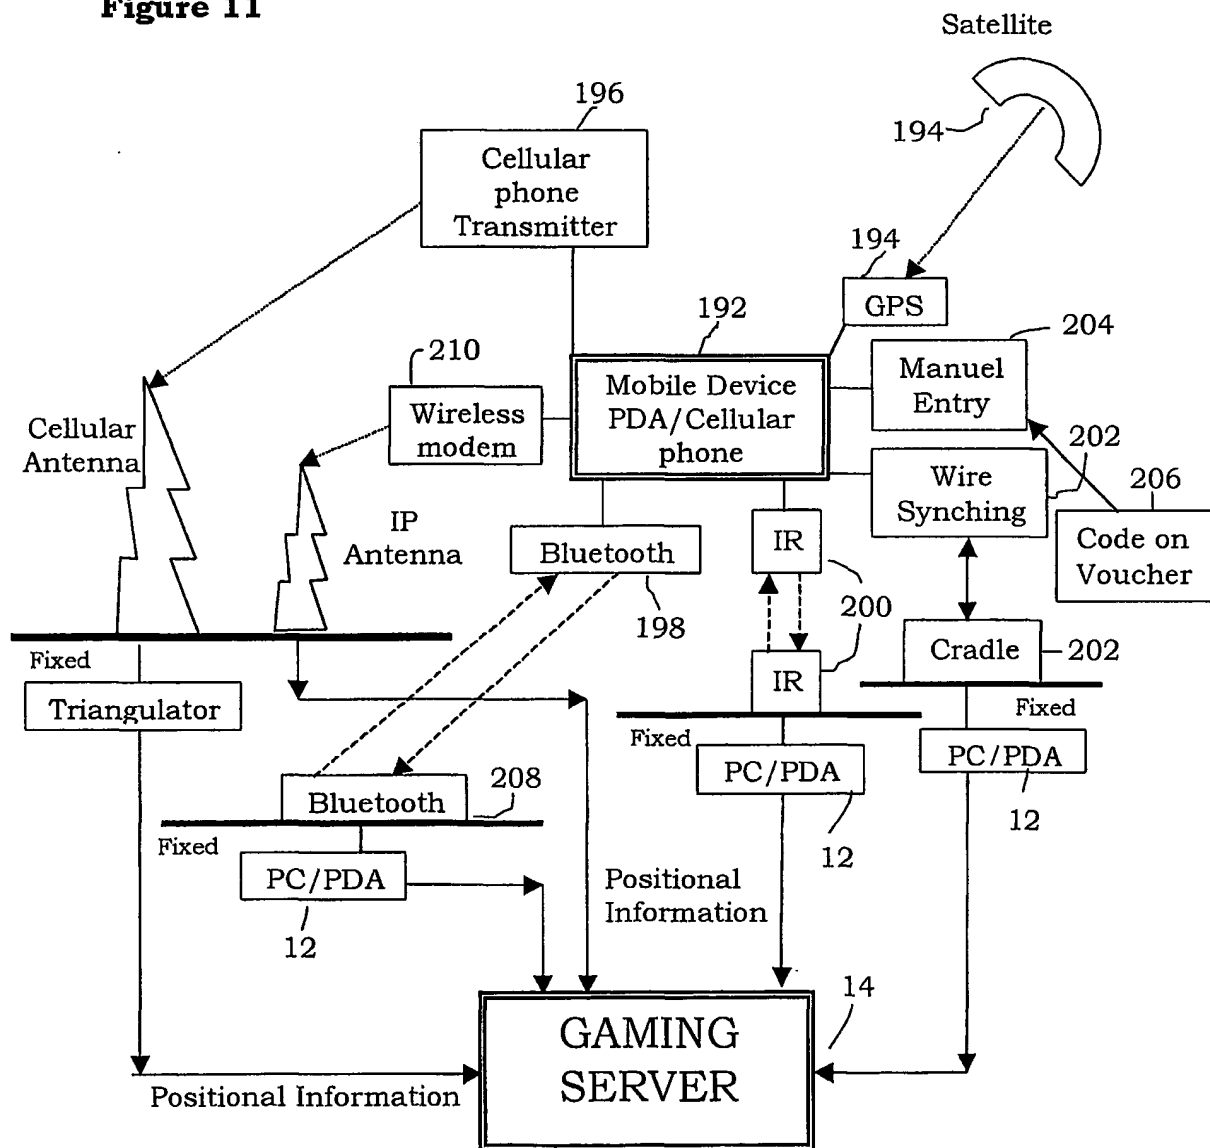 Figure 11
Satellite
196
Cellular
phone
Transmitter
194
194
GPS
192
204
210
Mobile Device
PDA/Cellular
phone
Manuel
Entry
Wireless
modem
Cellular
Antenna
202
Wire
Synching
206
IP
Antenna
Bluetooth
IR
Code on
Voucher
198
200
Cradle
202
Fixed
IR
Triangulator
Fixed
Fixed
PC/PDA
PC/PDA
Bluetooth
208
12
Fixed
12
PC/PDA
Positional
Information
12
14
GAMING
SERVER
Positional Information